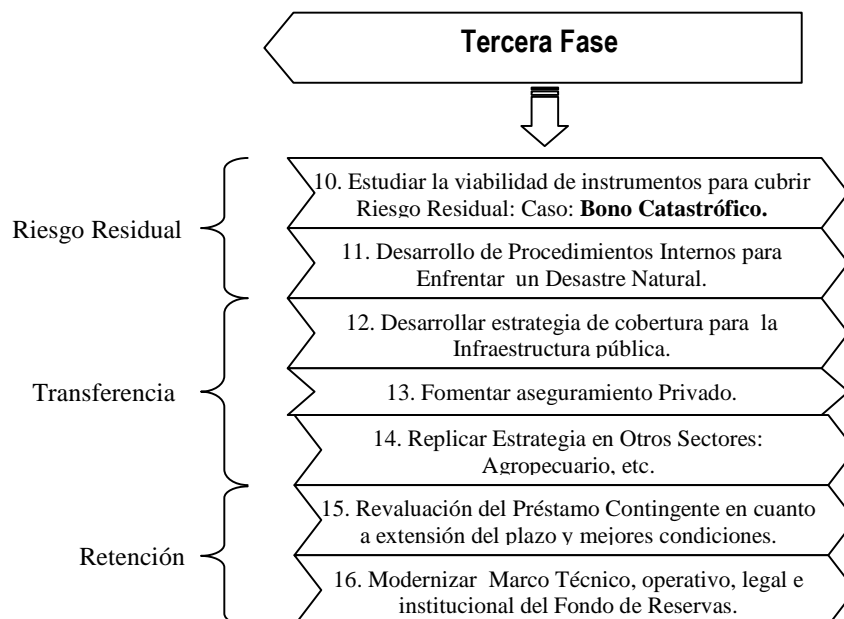 Tercera Fase
10. Estudiar la viabilidad de instrumentos para cubrir
Riesgo Residual: Caso: Bono Catastrófico.
Riesgo Residual
11. Desarrollo de Procedimientos Internos para
Enfrentar un Desastre Natural.
12. Desarrollar estrategia de cobertura para la
Infraestructura pública.
Transferencia
13. Fomentar aseguramiento Privado.
14. Replicar Estrategia en Otros Sectores:
Agropecuario, etc.
15. Revaluación del Préstamo Contingente en cuanto
a extensión del plazo y mejores condiciones.
Retención
16. Modernizar Marco Técnico, operativo, legal e
institucional del Fondo de Reservas.